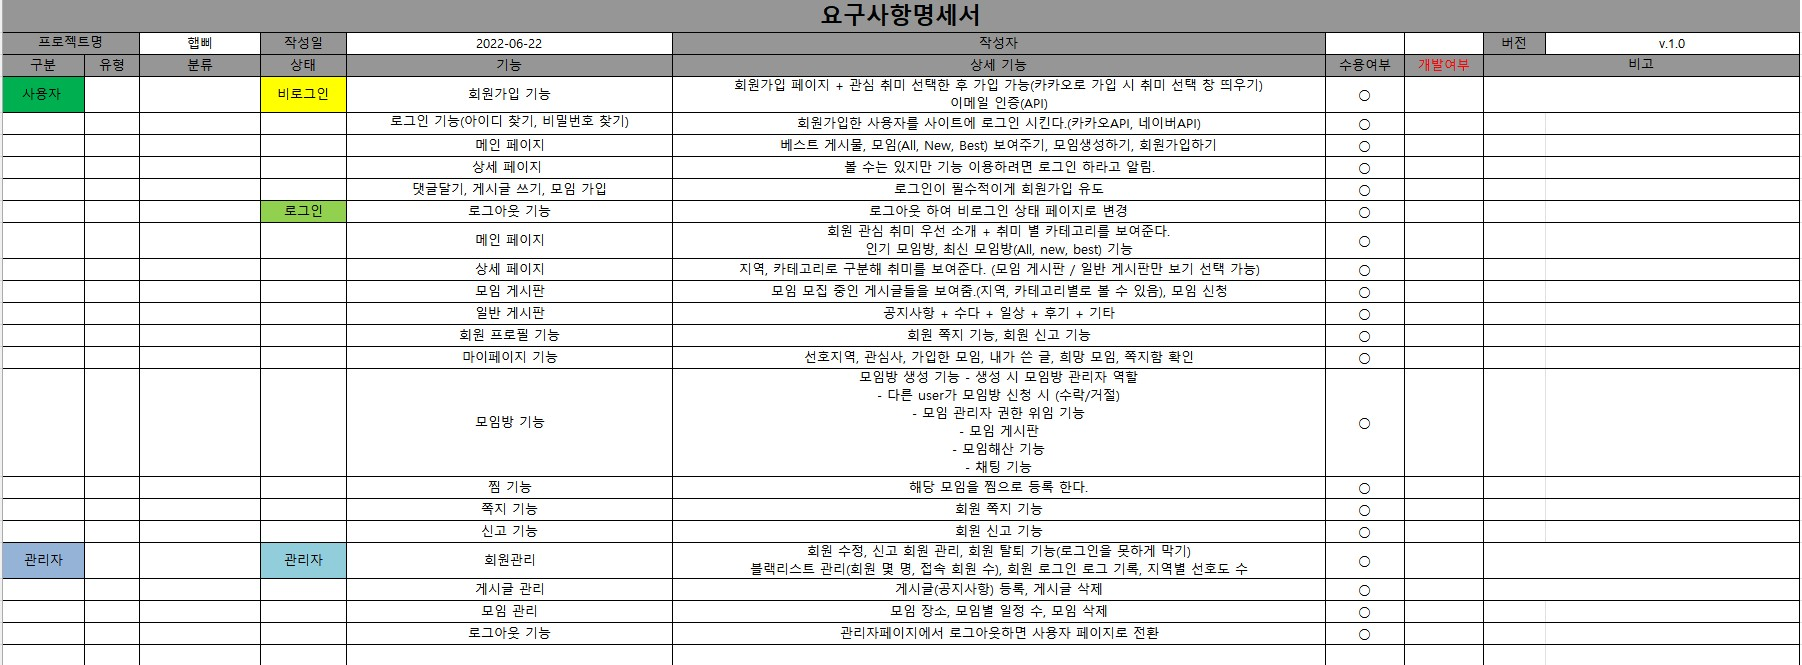 요구사항명세서
프로젝트명 햅삐 작성일 2022-06-22 작성자 버전 v.1.0
구분 유형 분류 상태 기능 상세 기능 수용여부 개발여부 비고
사용자 비로그인 회원가입 기능 회원가입 페이지 + 관심 취미 선택한 후 가입 가능(카카오로 가입 시 취미 선택 창 띄우기) ○
이메일 인증(API)
로그인 기능(아이디 찾기, 비밀번호 찾기) 회원가입한 사용자를 사이트에 로그인 시킨다.(카카오API, 네이버API) ○
메인 페이지 베스트 게시물, 모임(All, New, Best) 보여주기, 모임생성하기, 회원가입하기 ○
상세 페이지 볼 수는 있지만 기능 이용하려면 로그인 하라고 알림. ○
댓글달기, 게시글 쓰기, 모임 가입 로그인이 필수적이게 회원가입 유도 ○
로그인 로그아웃 기능 로그아웃 하여 비로그인 상태 페이지로 변경 ○
메인 페이지 회원 관심 취미 우선 소개 + 취미 별 카테고리를 보여준다. ○
인기 모임방, 최신 모임방(All, new, best) 기능
상세 페이지 지역, 카테고리로 구분해 취미를 보여준다. (모임 게시판 / 일반 게시판만 보기 선택 가능) ○
모임 게시판 모임 모집 중인 게시글들을 보여줌.(지역, 카테고리별로 볼 수 있음), 모임 신청 ○
일반 게시판 공지사항 + 수다 + 일상 + 후기 + 기타 ○
회원 프로필 기능 회원 쪽지 기능, 회원 신고 기능 ○
마이페이지 기능 선호지역, 관심사, 가입한 모임, 내가 쓴 글, 희망 모임, 쪽지함 확인 ○
모임방 기능 모임방 생성 기능 - 생성 시 모임방 관리자 역할 ○
- 다른 user가 모임방 신청 시 (수락/거절)
- 모임 관리자 권한 위임 기능
- 모임 게시판
- 모임해산 기능
- 채팅 기능
찜 기능 해당 모임을 찜으로 등록 한다. ○
쪽지 기능 회원 쪽지 기능 ○
신고 기능 회원 신고 기능 ○
관리자 관리자 회원관리 회원 수정, 신고 회원 관리, 회원 탈퇴 기능(로그인을 못하게 막기) ○
블랙리스트 관리(회원 몇 명, 접속 회원 수), 회원 로그인 로그 기록, 지역별 선호도 수
게시글 관리 게시글(공지사항) 등록, 게시글 삭제 ○
모임 관리 모임 장소, 모임별 일정 수, 모임 삭제 ○
로그아웃 기능 관리자페이지에서 로그아웃하면 사용자 페이지로 전환 ○